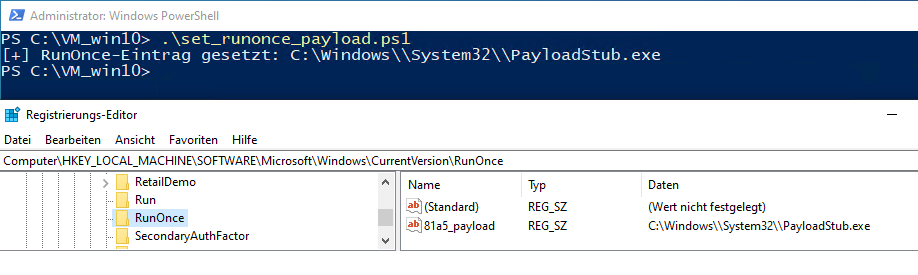 Administrator: Windows PowerShell
PS C:\VM_win10> .\set_runonce_payload.ps1
[+] RunOnce-Eintrag gesetzt: C:\Windows\\System32\\PayloadStub.exe
PS C:\VM_win10>
Registrierungs-Editor
Datei Bearbeiten Ansicht Favoriten Hilfe
Computer\HKEY_LOCAL_MACHINE\SOFTWARE\Microsoft\Windows\CurrentVersion\RunOnce
RetailDemo
Run
RunOnce
SecondaryAuthFactor
Name Typ Daten
(Standard) REG_SZ (Wert nicht festgelegt)
81a5_payload REG_SZ C:\Windows\\System32\\PayloadStub.exe